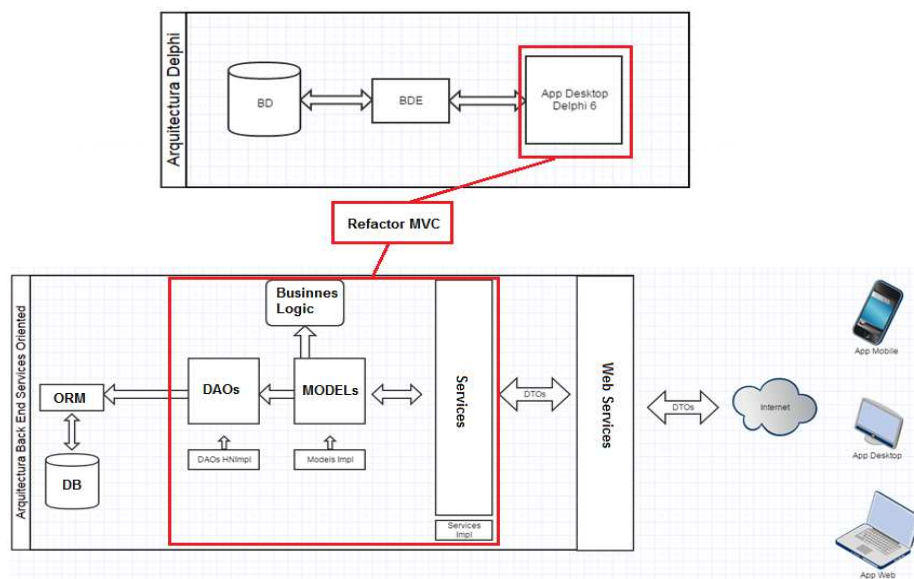 Arquitectura Delphi
BD
BDE
App Desktop
Delphi 6
Refactor MVC
Arquitectura Back End Services Oriented
Businnes
Logic
ORM
DAOs
MODELs
Services
DTOs
Web Services
DTOs
Internet
App Mobile
DAOs HNImpl
Models Impl
App Desktop
DB
Services
Impl
App Web